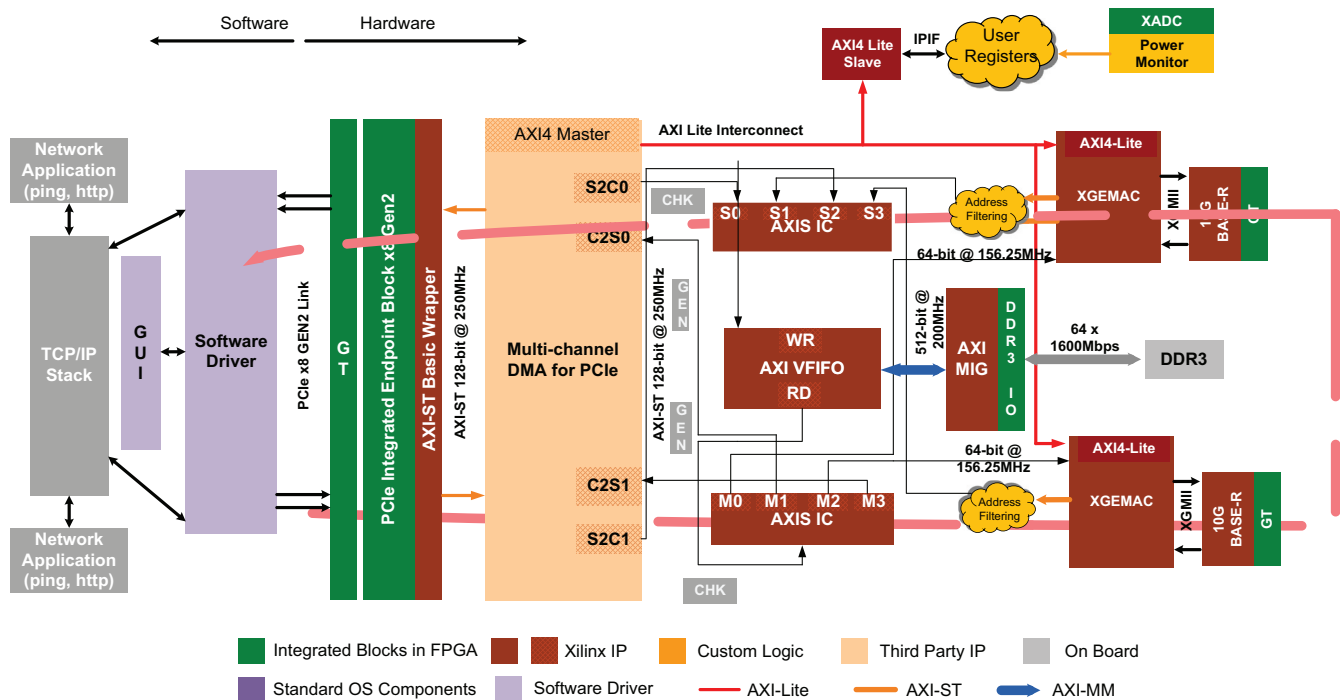 Software
Hardware
XADC
Power
Monitor
AXI4 Lite
Slave
IPIF
User
Registers
Network
Application
(ping, http)
TCP/IP
Stack
Network
Application
(ping, http)
GUI
Software
Driver
PCIe x8 GEN2 Link
GT
PCIe Integrated Endpoint Block x8 Gen2
AXI-ST Basic Wrapper
AXI-ST 128-bit @ 250MHz
AXI4 Master
S2C0
C2S0
Multi-channel
DMA for PCIe
C2S1
S2C1
AXI Lite Interconnect
CHK
AXI-ST 128-bit @ 250MHz
GEN
GEN
CHK
S0 S1 S2 S3
AXIS IC
WR
AXI VFIFO
RD
M0 M1 M2 M3
AXIS IC
512-bit @
200MHz
AXI
MIG
DDR3 IO
64 x
1600Mbps
DDR3
Address
Filtering
64-bit @ 156.25MHz
AXI4-Lite
XGEMAC
XGMII
10G
BASE-R
GT
64-bit @
156.25MHz
Address
Filtering
AXI4-Lite
XGEMAC
XGMII
10G
BASE-R
GT
Integrated Blocks in FPGA
Xilinx IP
Custom Logic
Third Party IP
On Board
Standard OS Components
Software Driver
AXI-Lite
AXI-ST
AXI-MM